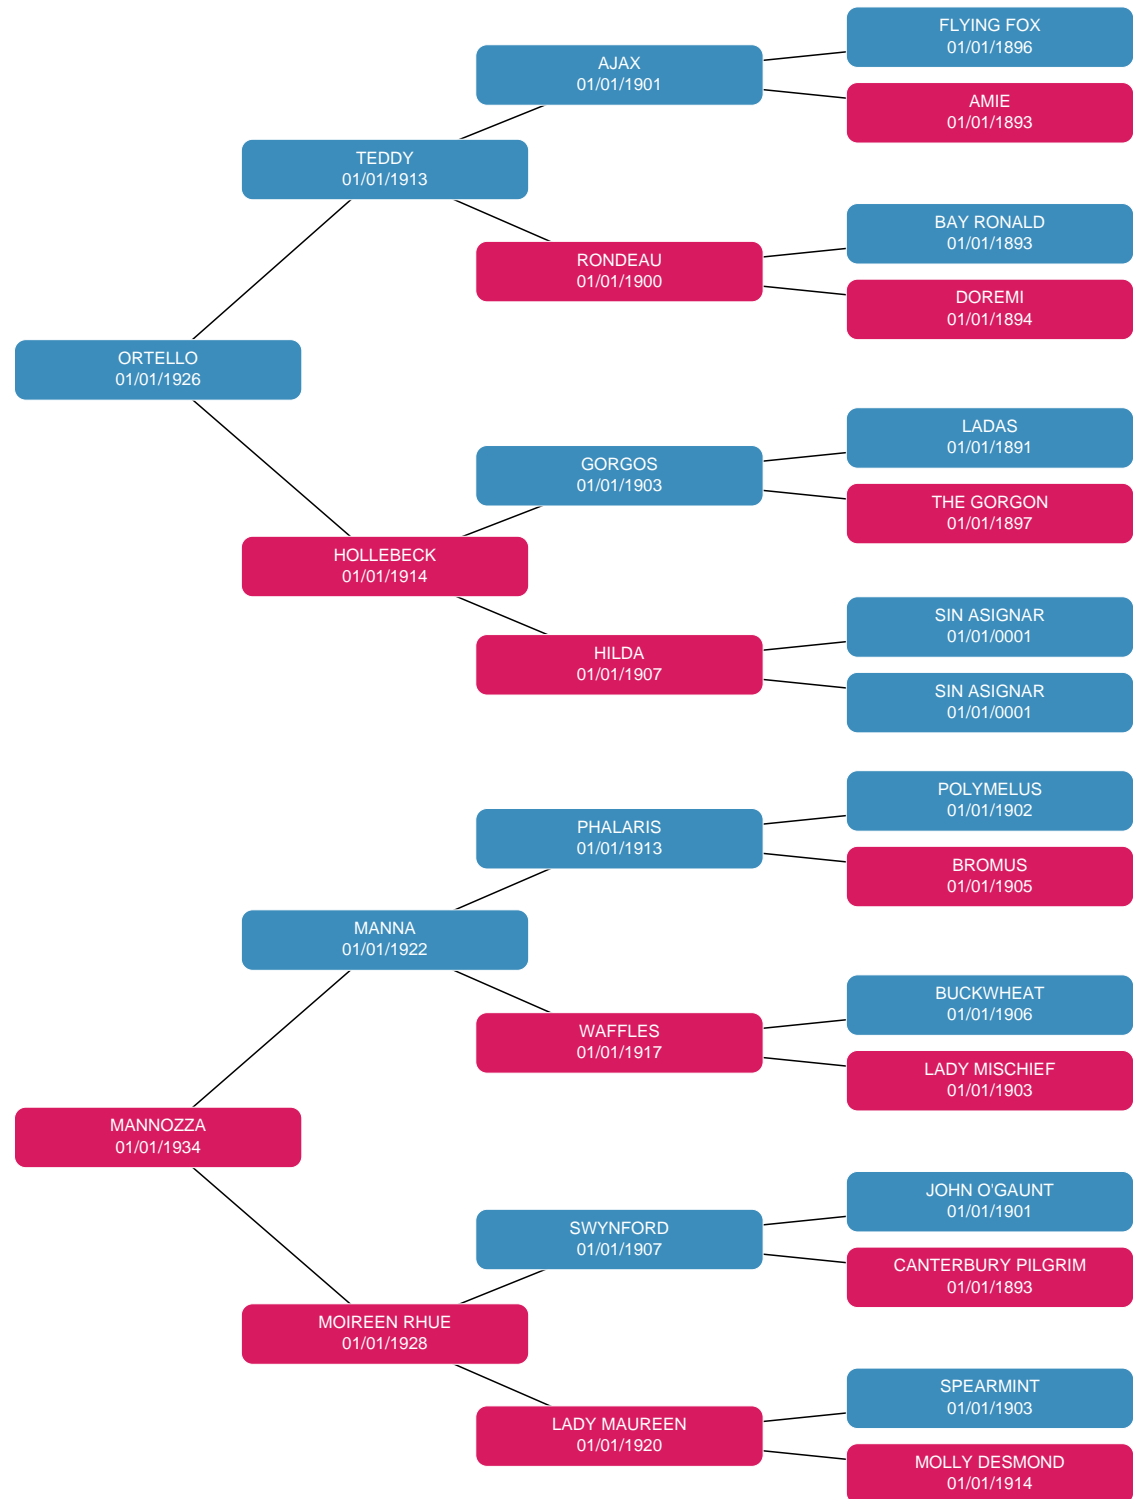 FLYING FOX
01/01/1896
AJAX
01/01/1901
AMIE
01/01/1893
TEDDY
01/01/1913
BAY RONALD
01/01/1893
RONDEAU
01/01/1900
DOREMI
01/01/1894
ORTELLO
01/01/1926
LADAS
01/01/1891
GORGOS
01/01/1903
THE GORGON
01/01/1897
HOLLEBECK
01/01/1914
SIN ASIGNAR
01/01/0001
HILDA
01/01/1907
SIN ASIGNAR
01/01/0001
POLYMELUS
01/01/1902
PHALARIS
01/01/1913
BROMUS
01/01/1905
MANNA
01/01/1922
BUCKWHEAT
01/01/1906
WAFFLES
01/01/1917
LADY MISCHIEF
01/01/1903
MANNOZZA
01/01/1934
JOHN O'GAUNT
01/01/1901
SWYNFORD
01/01/1907
CANTERBURY PILGRIM
01/01/1893
MOIREEN RHUE
01/01/1928
SPEARMINT
01/01/1903
LADY MAUREEN
01/01/1920
MOLLY DESMOND
01/01/1914